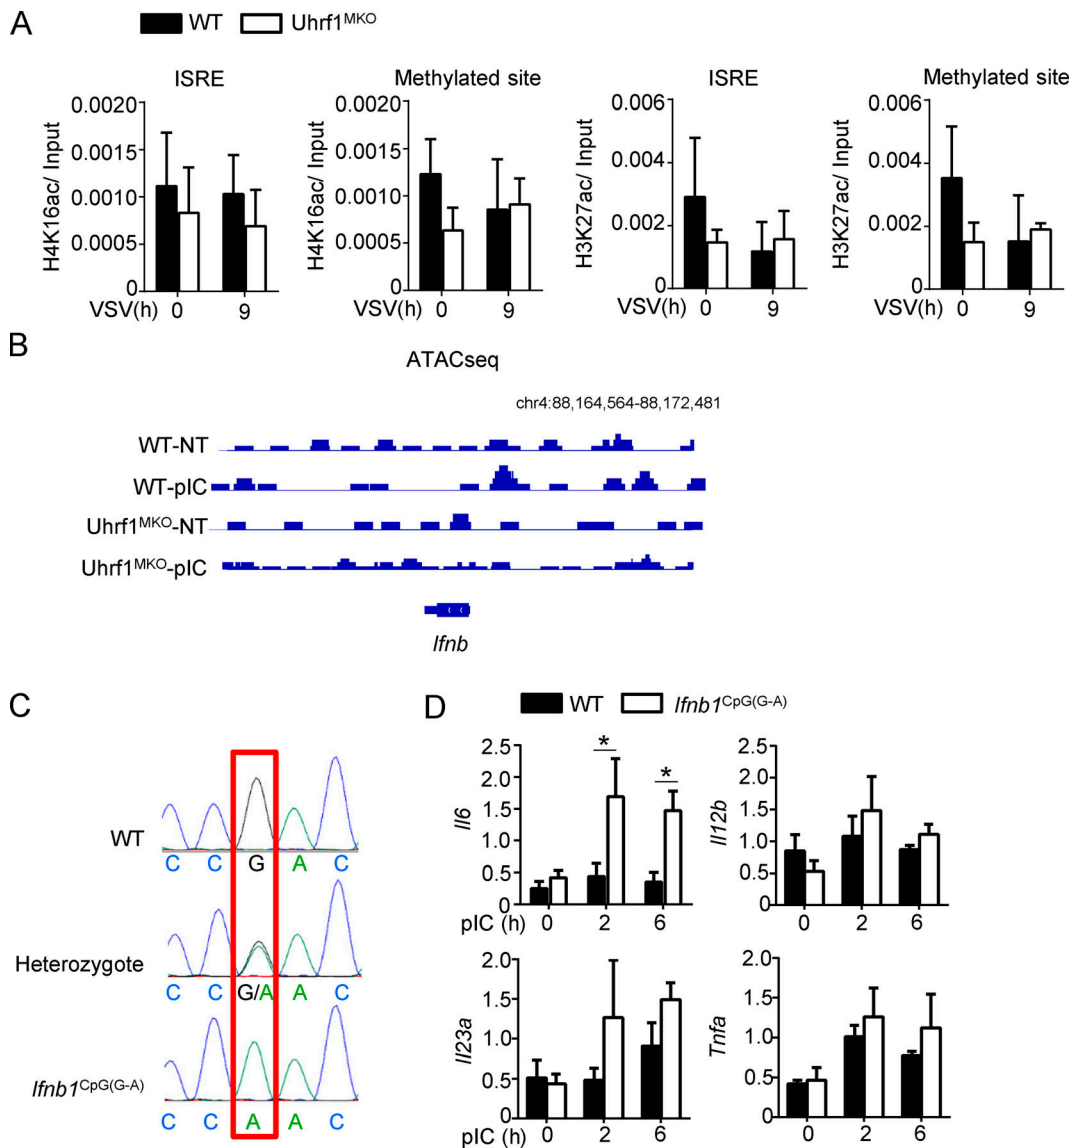 A
WT Uhrf1MKO
ISRE
H4K16ac/ Input
0.0020
0.0015
0.0010
0.0005
0
VSV(h) 0 9
Methylated site
H4K16ac/ Input
0.0020
0.0015
0.0010
0.0005
0
VSV(h) 0 9
ISRE
H3K27ac/ Input
0.006
0.004
0.002
0
VSV(h) 0 9
Methylated site
H3K27ac/ Input
0.006
0.004
0.002
0
VSV(h) 0 9
B
ATACseq
chr4:88,164,564-88,172,481
WT-NT
WT-pIC
Uhrf1MKO-NT
Uhrf1MKO-pIC
Ifnb
C
WT
C C G A C
Heterozygote
C C G/A A C
Ifnb1CpG(G-A)
C C A A C
D
WT Ifnb1CpG(G-A)
Il6
2.5
2.0
1.5
1.0
0.5
0
* *
pIC (h) 0 2 6
Il12b
2.5
2.0
1.5
1.0
0.5
0
0 2 6
Il23a
2.0
1.5
1.0
0.5
0
pIC (h) 0 2 6
Tnfa
2.0
1.5
1.0
0.5
0
0 2 6